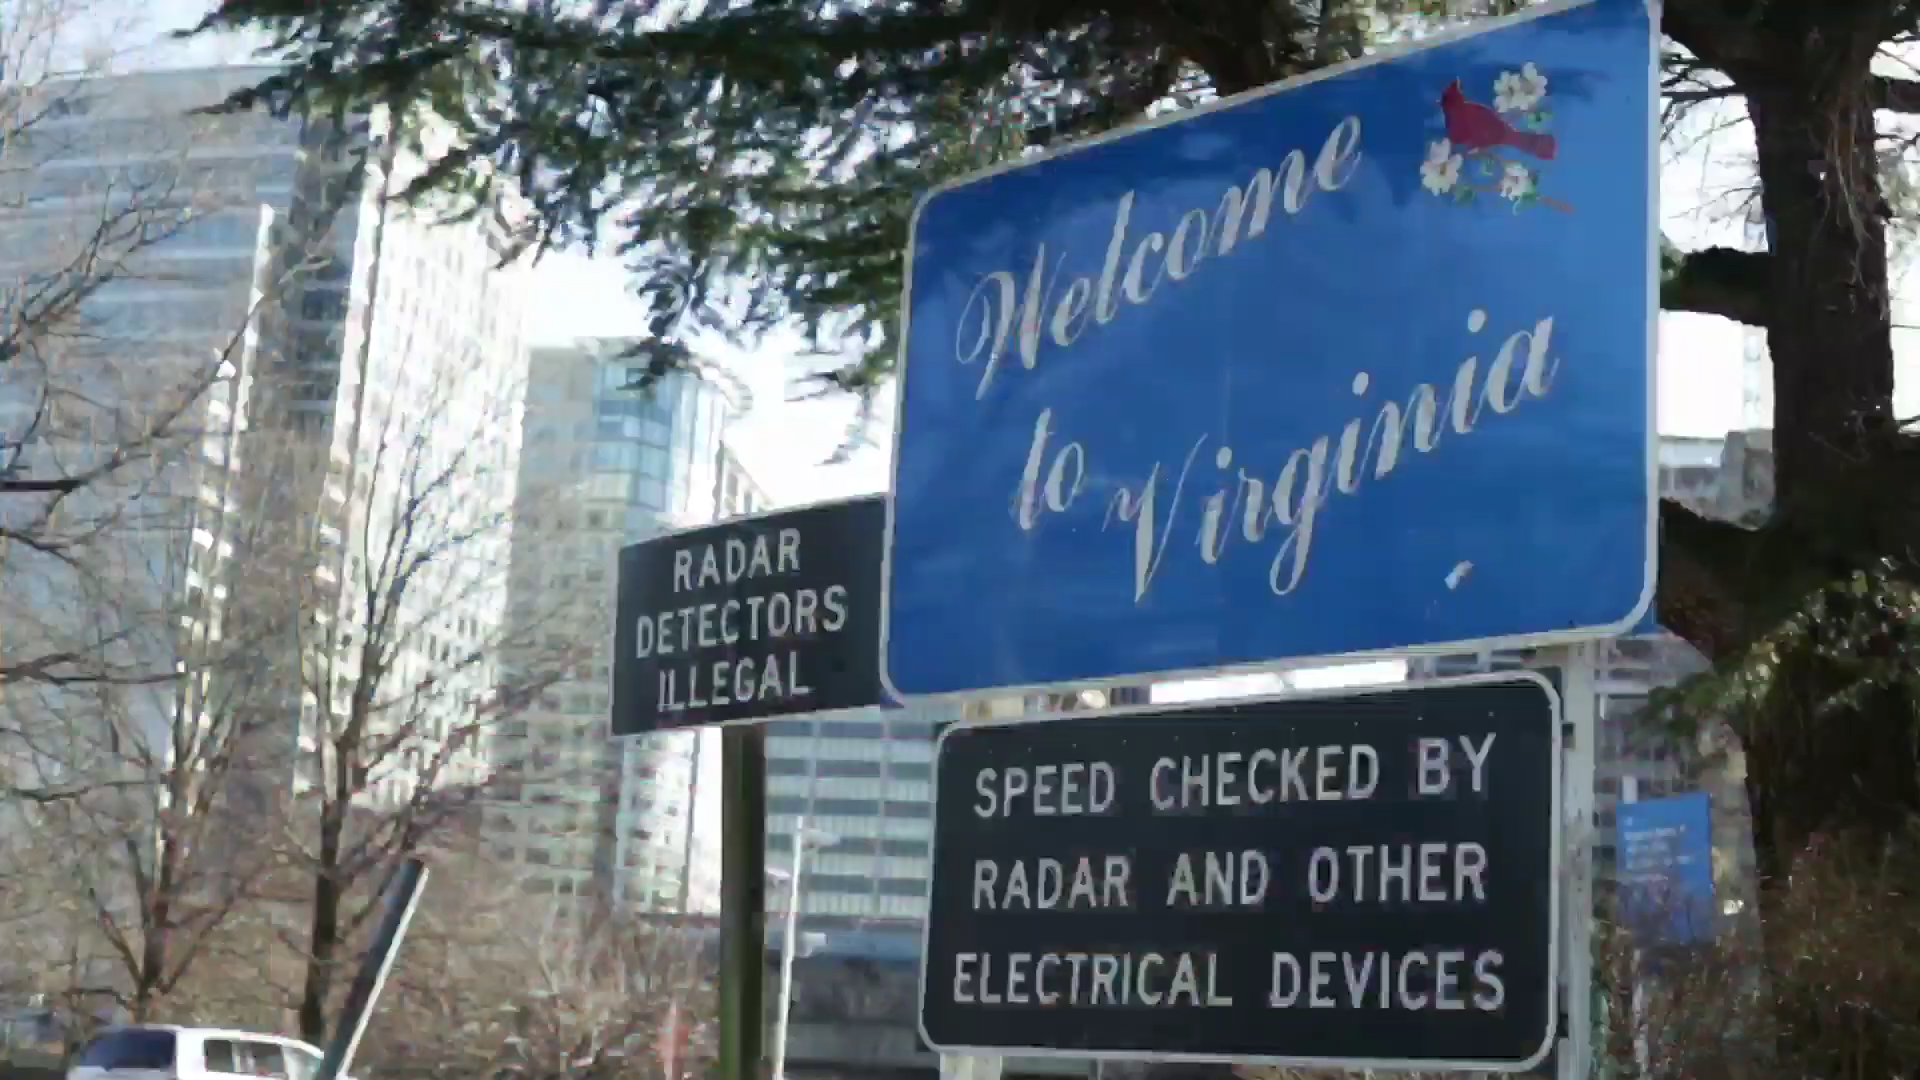 Welcome
to Virginia
RADAR
DETECTORS
ILLEGAL
SPEED CHECKED BY
RADAR AND OTHER
ELECTRICAL DEVICES